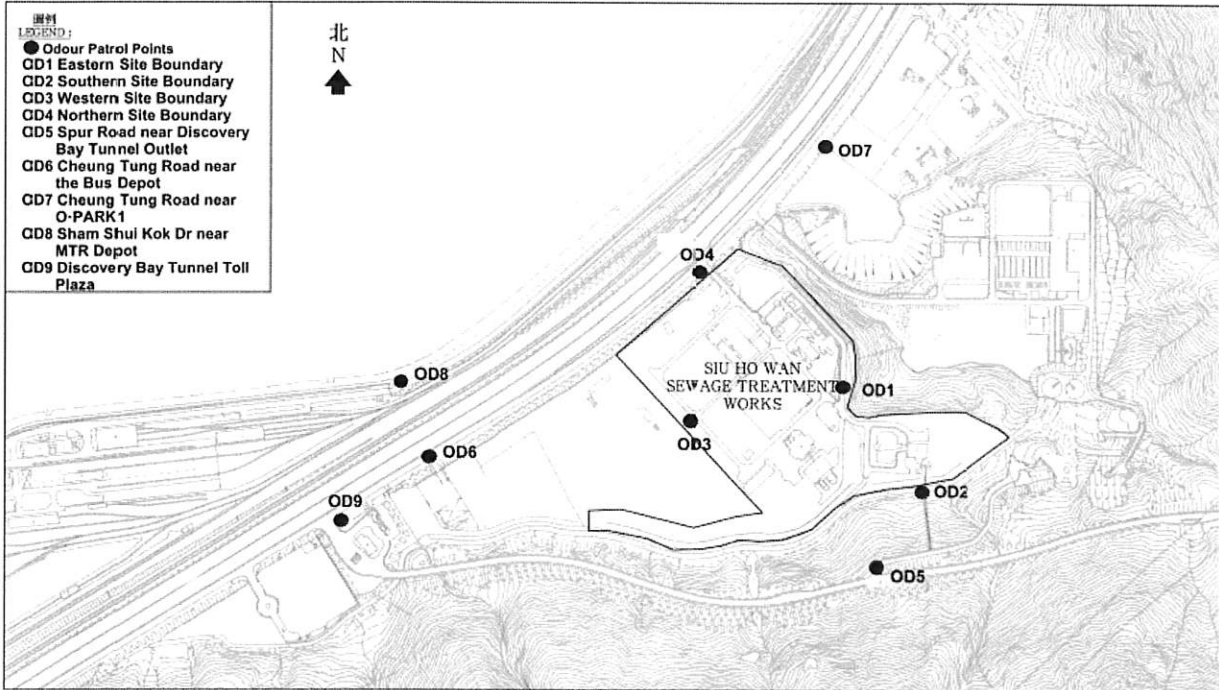 圖例
LEGEND :
Odour Patrol Points
OD1 Eastern Site Boundary
OD2 Southern Site Boundary
OD3 Western Site Boundary
OD4 Northern Site Boundary
OD5 Spur Road near Discovery
Bay Tunnel Outlet
OD6 Cheung Tung Road near
the Bus Depot
OD7 Cheung Tung Road near
O-PARK1
OD8 Sham Shui Kok Dr near
MTR Depot
OD9 Discovery Bay Tunnel Toll
Plaza
北
N
OD7
OD4
OD8
SIU HO WAN
SEWAGE TREATMENT
WORKS
OD1
OD3
OD6
OD2
OD9
OD5